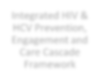 Integrated HIV &
HCV Prevention,
Engagement and
Care Cascade
Framework